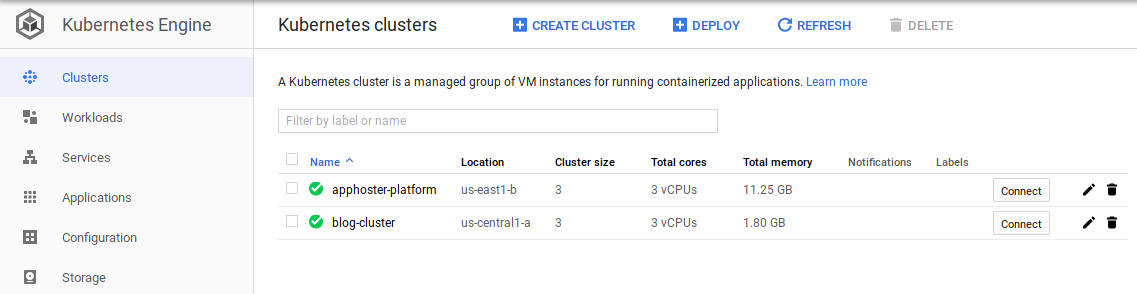 Kubernetes Engine
Kubernetes clusters
CREATE CLUSTER
DEPLOY
REFRESH
DELETE
Clusters
Workloads
Services
Applications
Configuration
Storage
A Kubernetes cluster is a managed group of VM instances for running containerized applications. Learn more
Filter by label or name
Name Location Cluster size Total cores Total memory Notifications Labels
apphoster-platform us-east1-b 3 3 vCPUs 11.25 GB Connect
blog-cluster us-central1-a 3 3 vCPUs 1.80 GB Connect